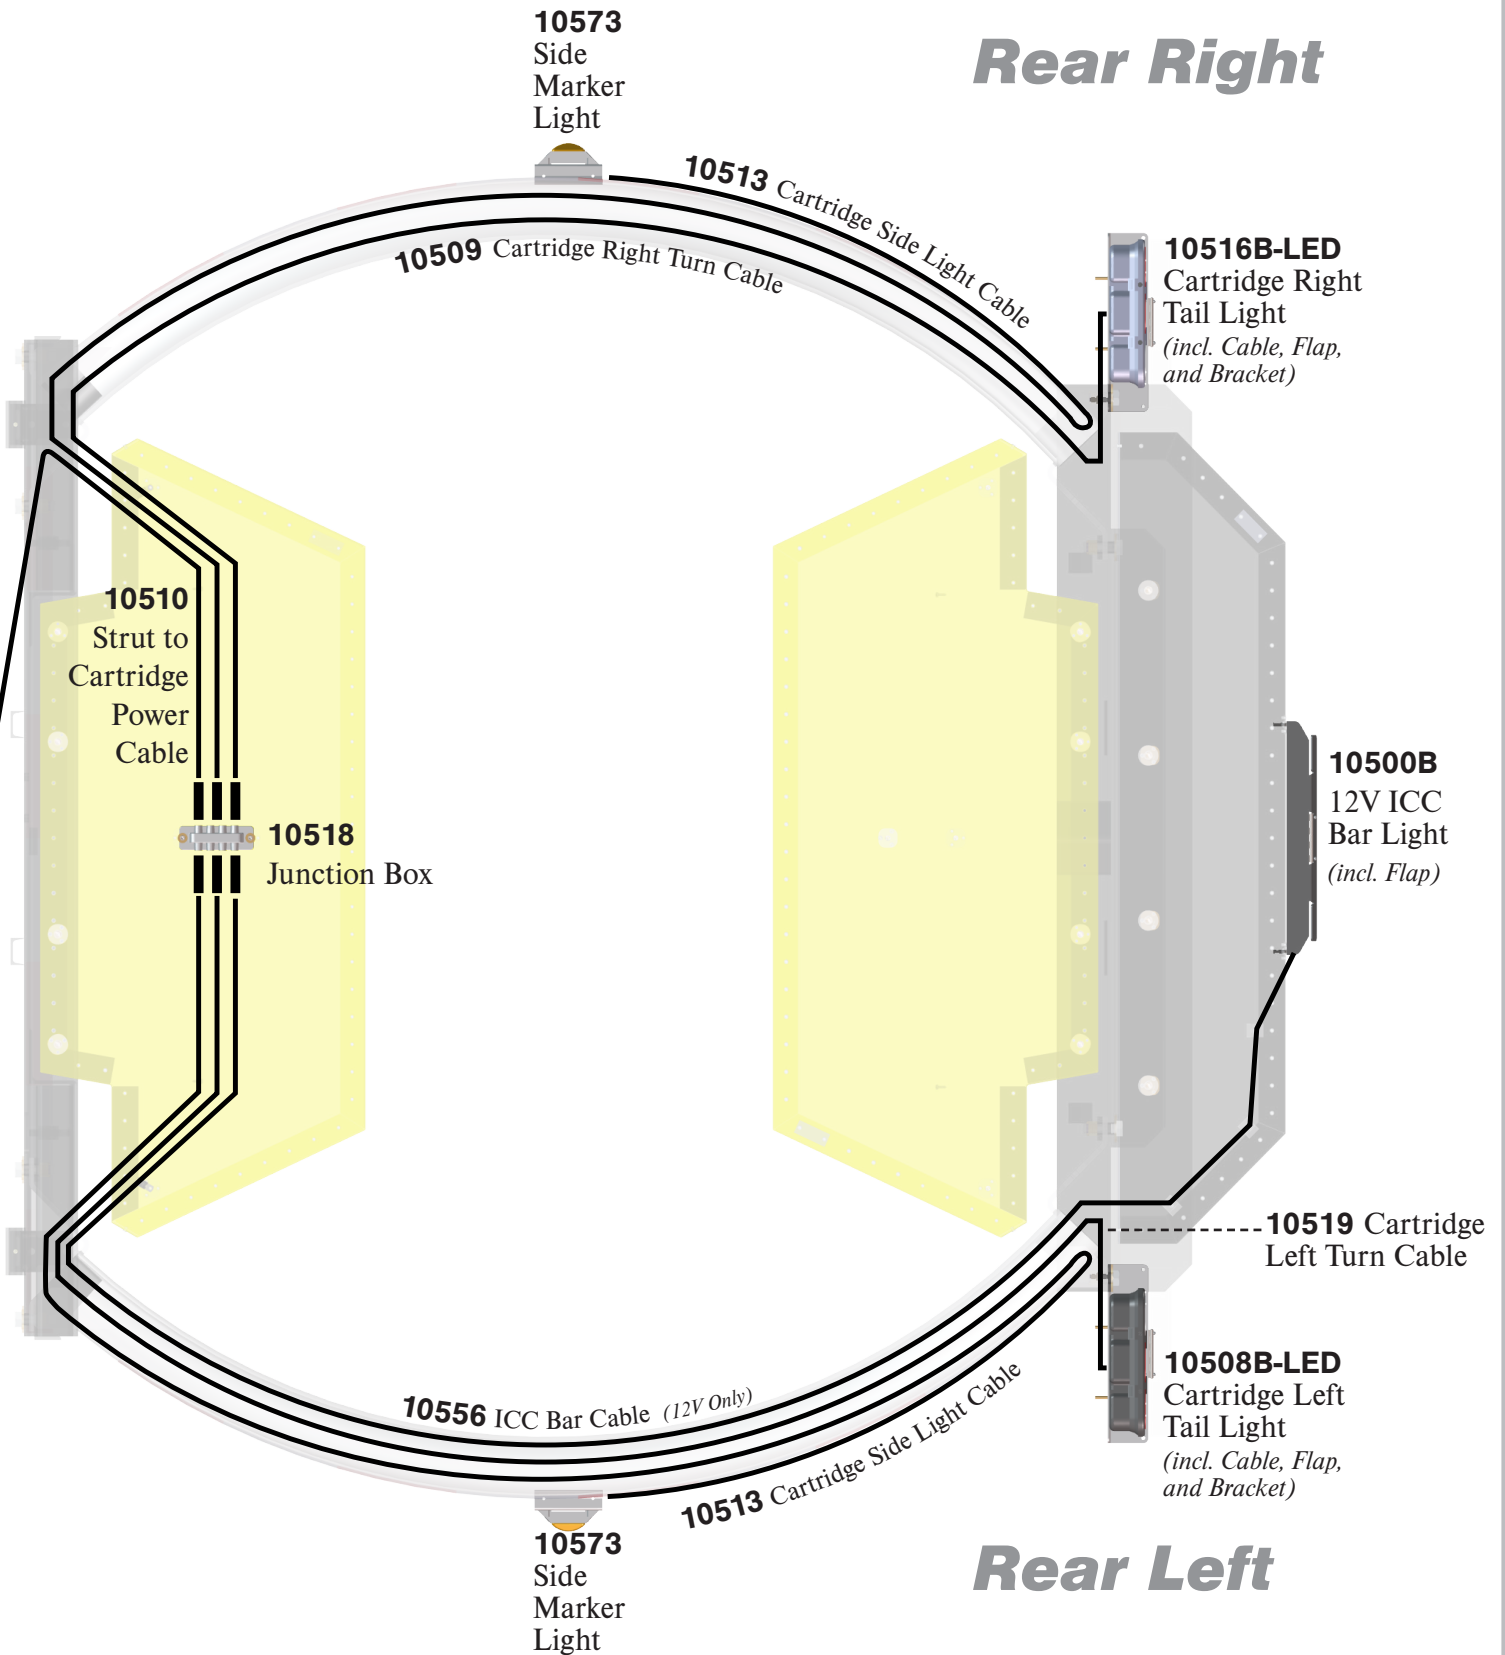 10573
Side
Marker
Light
Rear Right
10513 Cartridge Side Light Cable
10509 Cartridge Right Turn Cable
10516B-LED
Cartridge Right
Tail Light
(incl. Cable, Flap,
and Bracket)
10510
Strut to
Cartridge
Power
Cable
10518
Junction Box
10500B
12V ICC
Bar Light
(incl. Flap)
10519 Cartridge
Left Turn Cable
10508B-LED
Cartridge Left
Tail Light
(incl. Cable, Flap,
and Bracket)
10556 ICC Bar Cable (12V Only)
10513 Cartridge Side Light Cable
10573
Side
Marker
Light
Rear Left